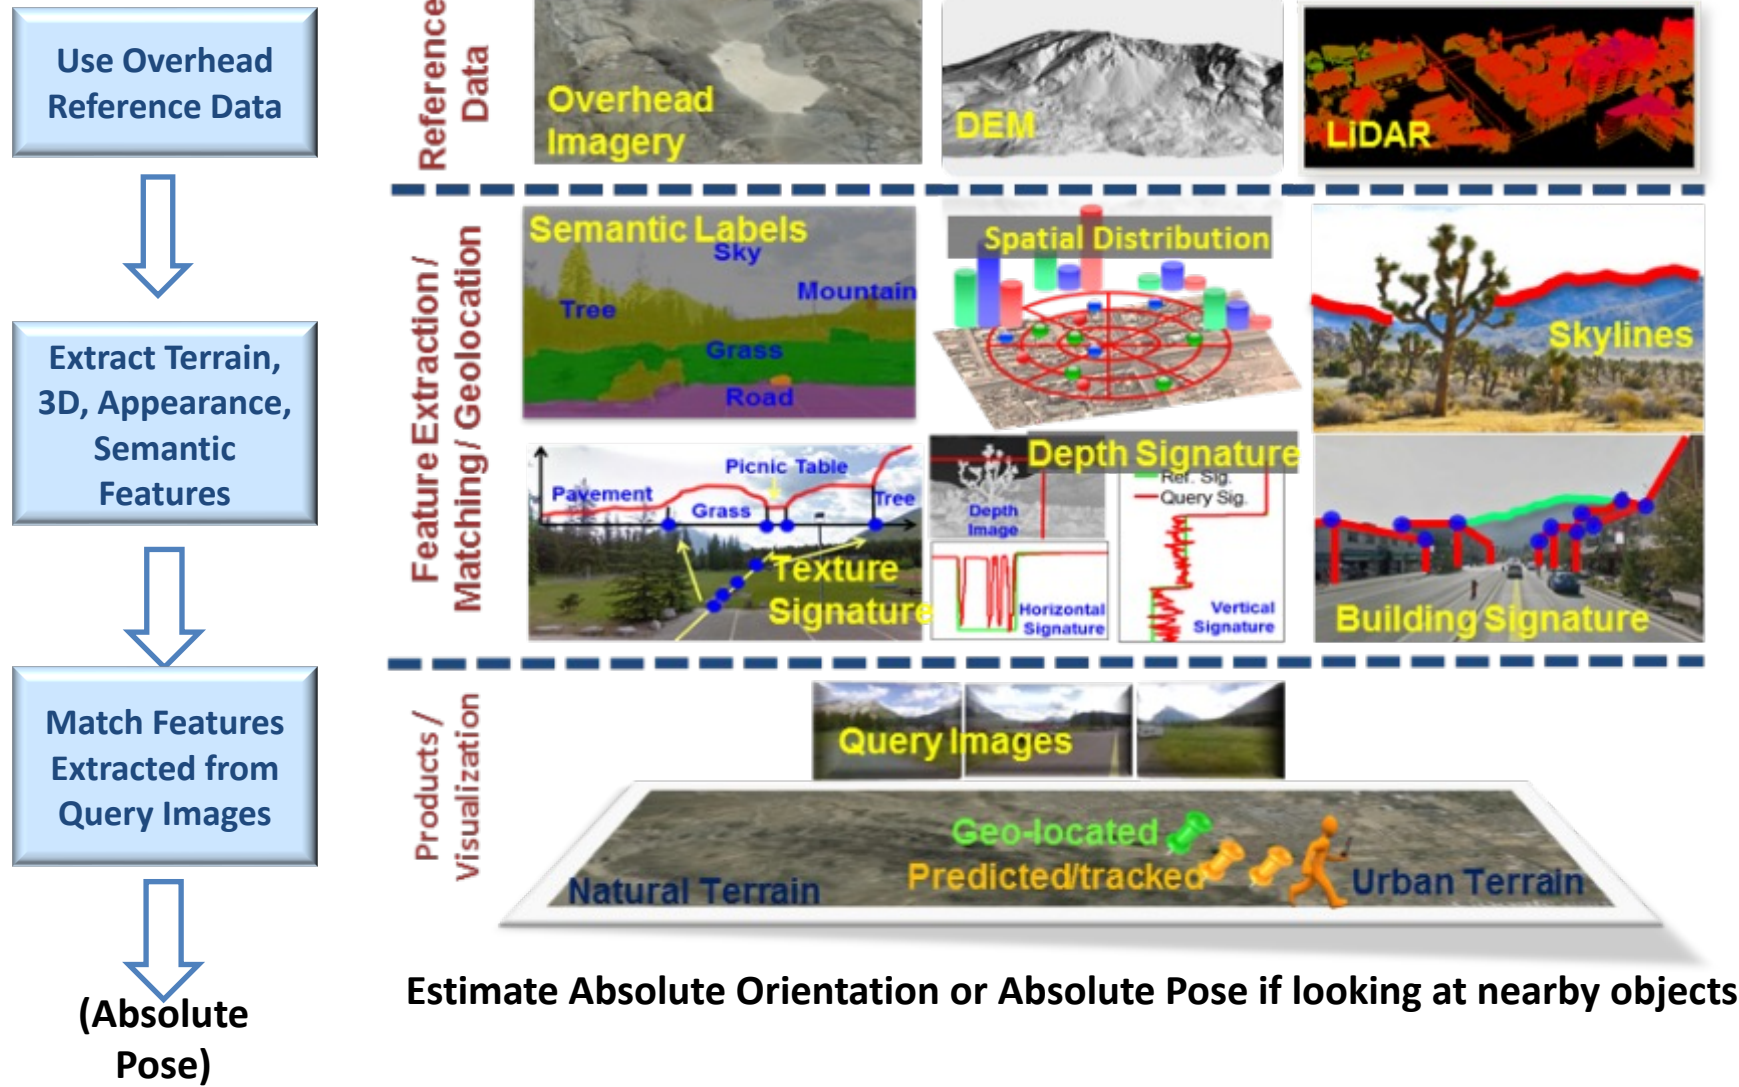 Use Overhead
Reference Data
Extract Terrain,
3D, Appearance,
Semantic
Features
Match Features
Extracted from
Query Images
(Absolute
Pose)
Reference
Data
Overhead
Imagery
DEM
LiDAR
Feature Extraction /
Matching / Geolocation
Semantic Labels
Sky
Mountain
Tree
Grass
Road
Spatial Distribution
Skylines
Picnic Table
Pavement
Grass
Tree
Texture
Signature
Depth Signature
Ref. Sig.
Query Sig.
Depth
Image
Horizontal
Signature
Vertical
Signature
Building Signature
Products /
Visualization
Query Images
Geo-located
Predicted/tracked
Natural Terrain
Urban Terrain
Estimate Absolute Orientation or Absolute Pose if looking at nearby objects